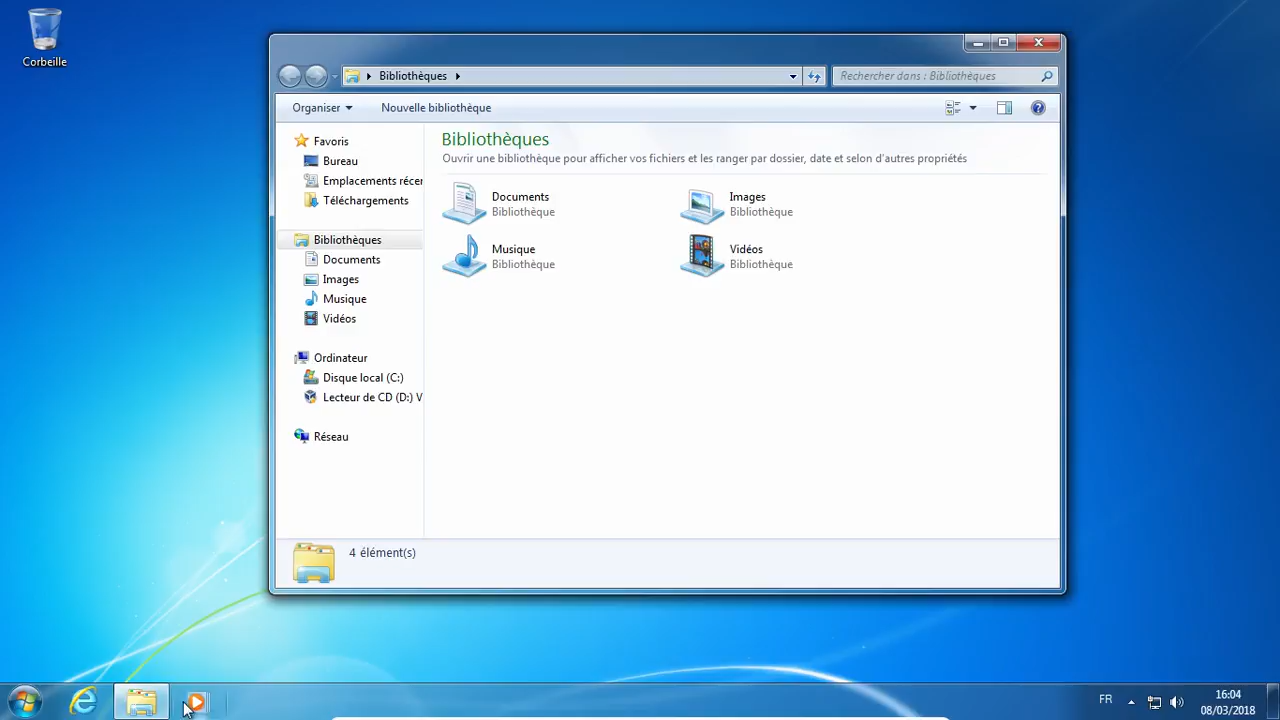 Corbeille
Bibliothèques
Rechercher dans : Bibliothèques
Organiser
Nouvelle bibliothèque
Favoris
Bureau
Emplacements récer
Téléchargements
Bibliothèques
Documents
Images
Musique
Vidéos
Ordinateur
Disque local (C:)
Lecteur de CD (D:) V
Réseau
Bibliothèques
Ouvrir une bibliothèque pour afficher vos fichiers et les ranger par dossier, date et selon d'autres propriétés
Documents
Bibliothèque
Images
Bibliothèque
Musique
Bibliothèque
Vidéos
Bibliothèque
4 élément(s)
FR
16:04
08/03/2018